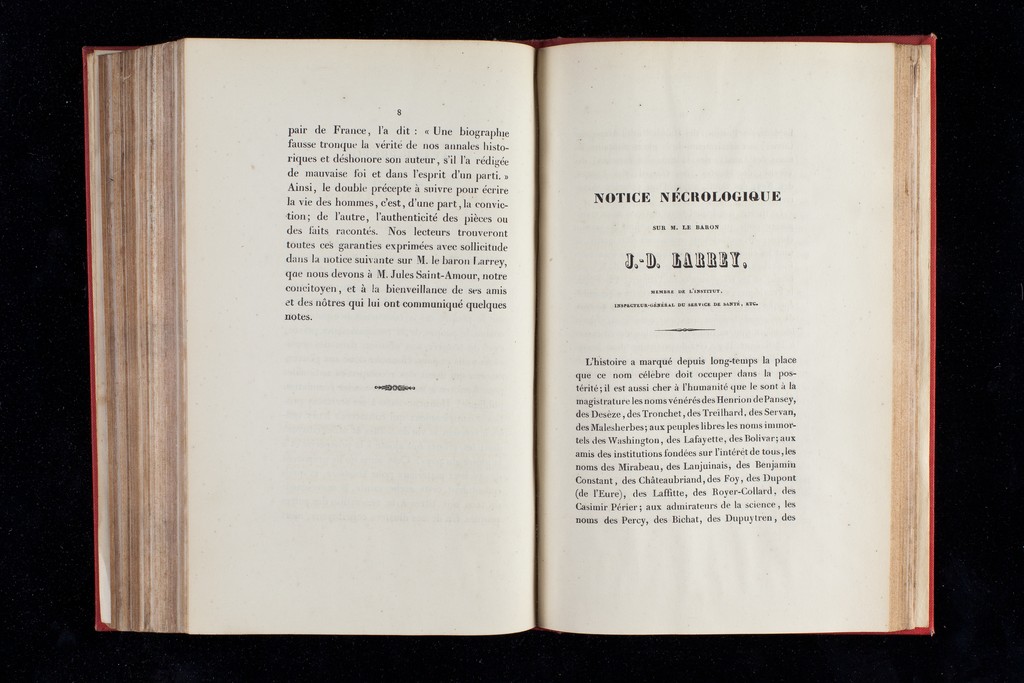 8
pair de France, l'a dit : « Une biographie
fausse tronque la vérité de nos annales histo-
riques et déshonore son auteur, s'il l'a rédigée
de mauvaise foi et dans l'esprit d'un parti. »
Ainsi, le double précepte à suivre pour écrire
la vie des hommes, c'est, d'une part, la convic-
tion; de l'autre, l'authenticité des pièces ou
des faits racontés. Nos lecteurs trouveront
toutes ces garanties exprimées avec sollicitude
dans la notice suivante sur M. le baron Larrey,
que nous devons à M. Jules Saint-Amour, notre
concitoyen, et à la bienveillance de ses amis
et des nôtres qui lui ont communiqué quelques
notes.
NOTICE NÉCROLOGIQUE
SUR M. LE BARON
J.-D. LARREY,
MEMBRE DE L'INSTITUT,
INSPECTEUR-GÉNÉRAL DU SERVICE DE SANTÉ, ETC.
L'histoire a marqué depuis long-temps la place
que ce nom célèbre doit occuper dans la pos-
térité; il est aussi cher à l'humanité que le sont à la
magistrature les noms vénérés des Henrion de Pansey,
des Desèze, des Tronchet, des Treilhard, des Servan,
des Malesherbes; aux peuples libres les noms immor-
tels des Washington, des Lafayette, des Bolivar; aux
amis des institutions fondées sur l'intérêt de tous, les
noms des Mirabeau, des Lanjuinais, des Benjamin
Constant, des Châteaubriand, des Foy, des Dupont
(de l'Eure), des Laffitte, des Royer-Collard, des
Casimir Périer; aux admirateurs de la science, les
noms des Percy, des Bichat, des Dupuytren, des